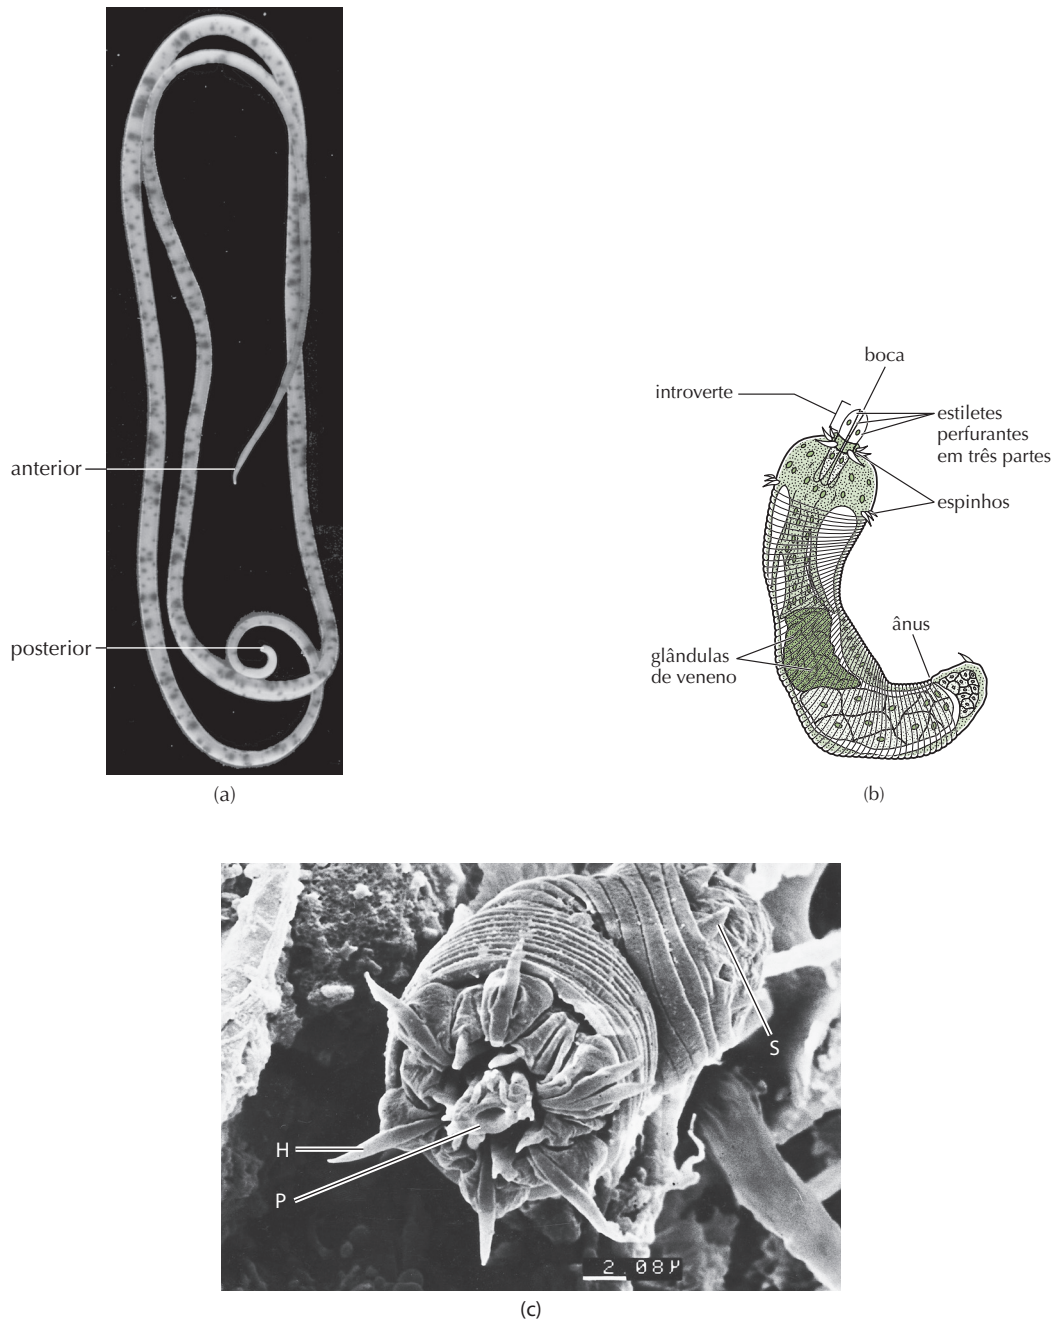 anterior
posterior
(a)
boca
introverte
estiletes
perfurantes
em três partes
espinhos
ânus
glândulas
de veneno
(b)
S
H
P
2.08μ
(c)